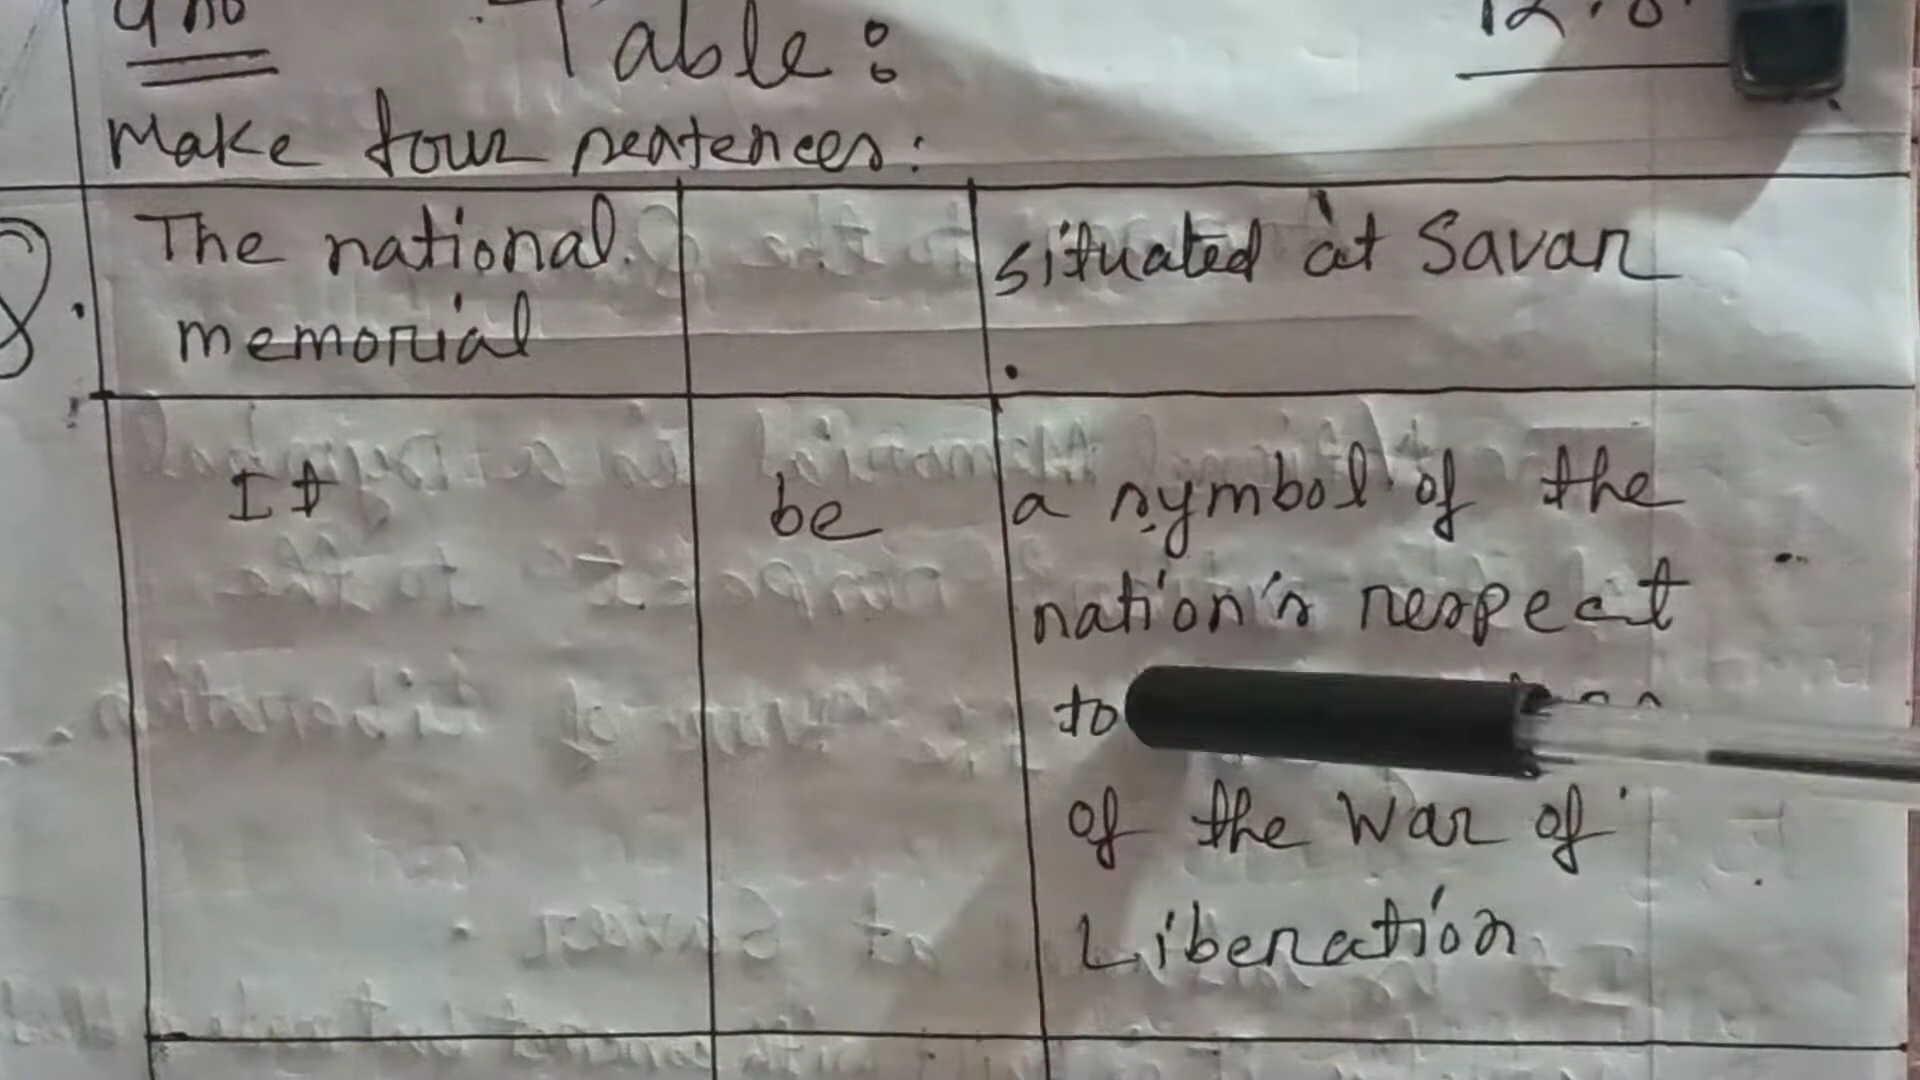 Table:
Make four sentences:
8. The national situated at Savar
memorial .
It be a symbol of the
nation's respect
to
of the War of
Liberation